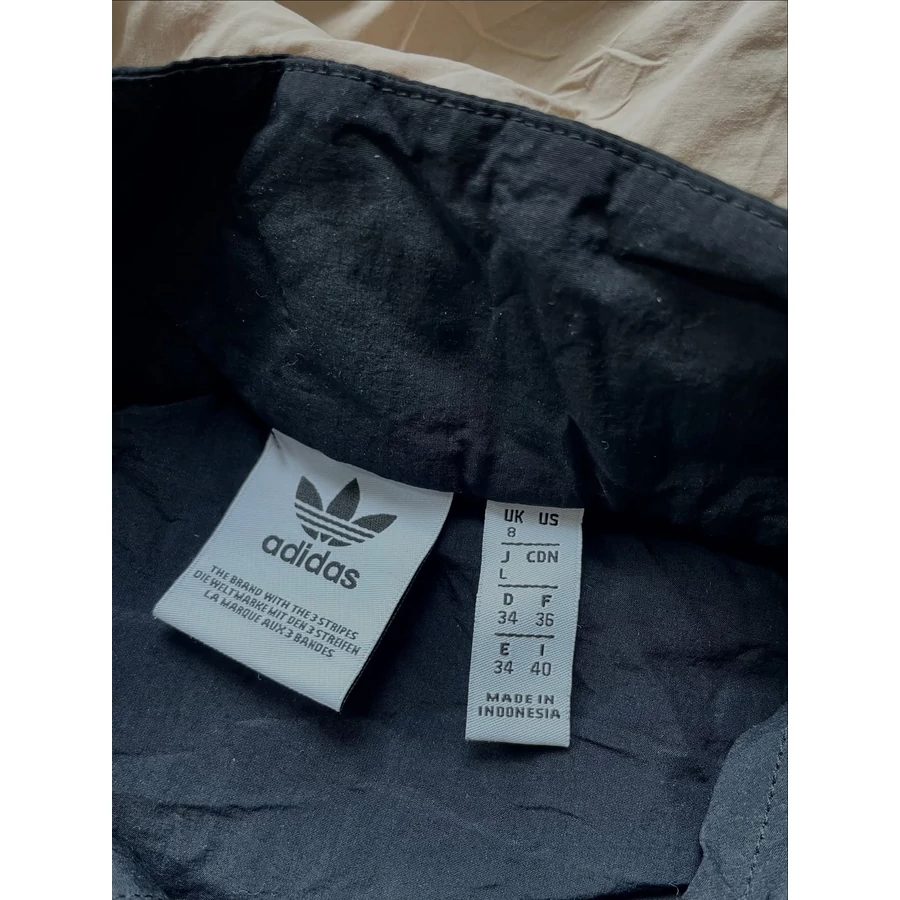 adidas
THE BRAND WITH THE 3 STRIPES
DIE WELTMARKE MIT DEN 3 STREIFEN
LA MARQUE AUX 3 BANDES
UK US
8
J CDN
L
D F
34 36
E I
34 40
MADE IN
INDONESIA